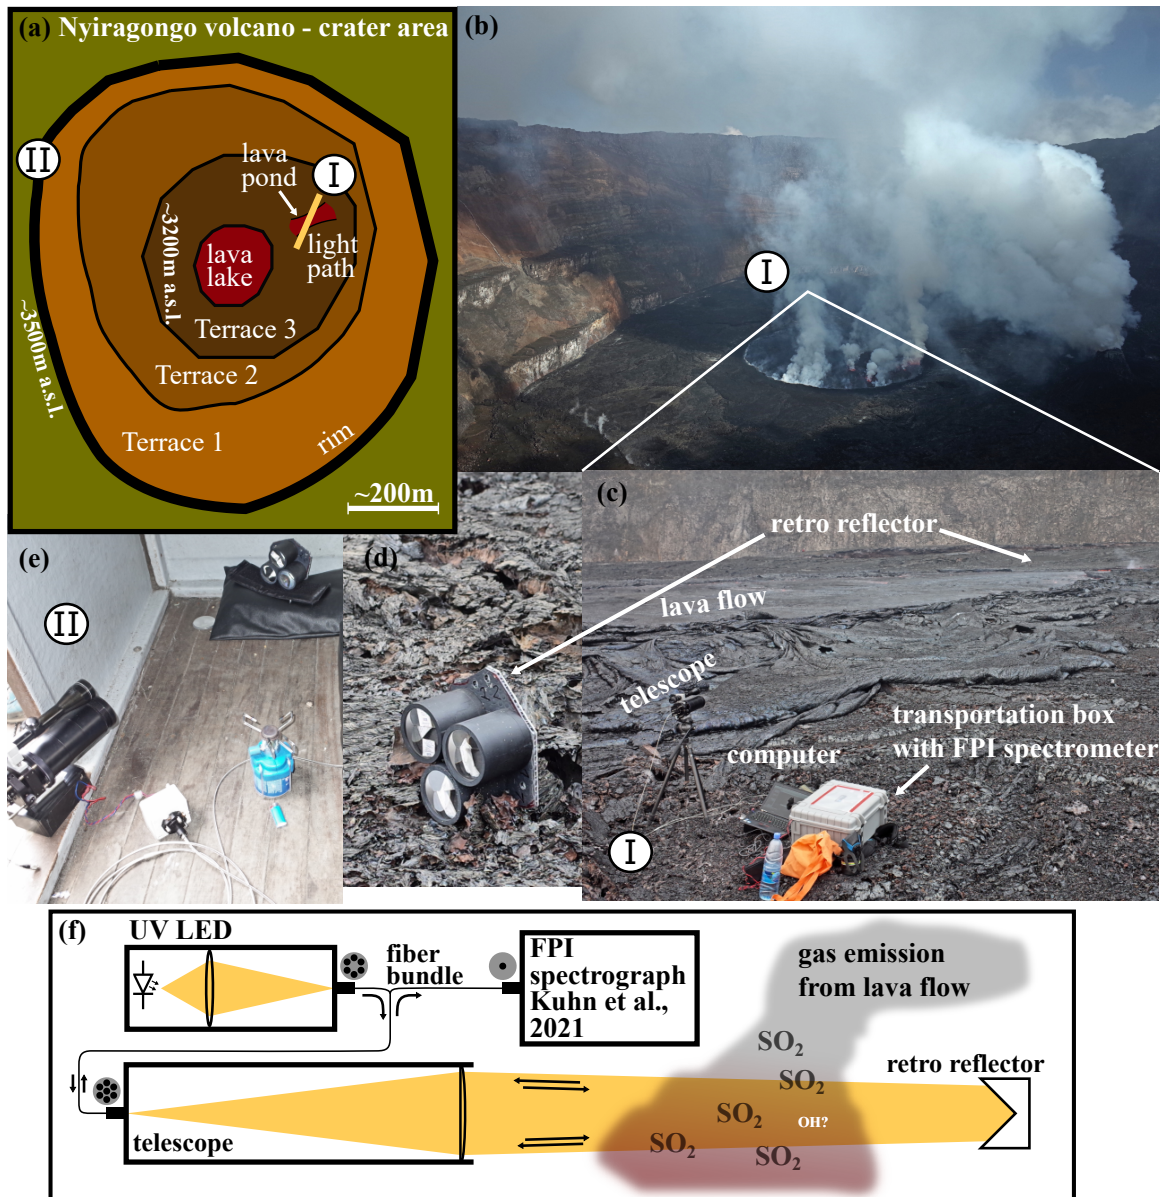 (a) Nyiragongo volcano - crater area
II
lava
pond
I
light
path
lava
lake
~3200m a.s.l.
~3500m a.s.l.
Terrace 3
Terrace 2
Terrace 1
rim
~200m
(b)
I
(c)
retro reflector
lava flow
telescope
computer
transportation box
with FPI spectrometer
I
(d)
(e)
II
(f)
UV LED
fiber
bundle
FPI
spectrograph
Kuhn et al.,
2021
gas emission
from lava flow
SO2
SO2
SO2
OH?
SO2
SO2
retro reflector
telescope